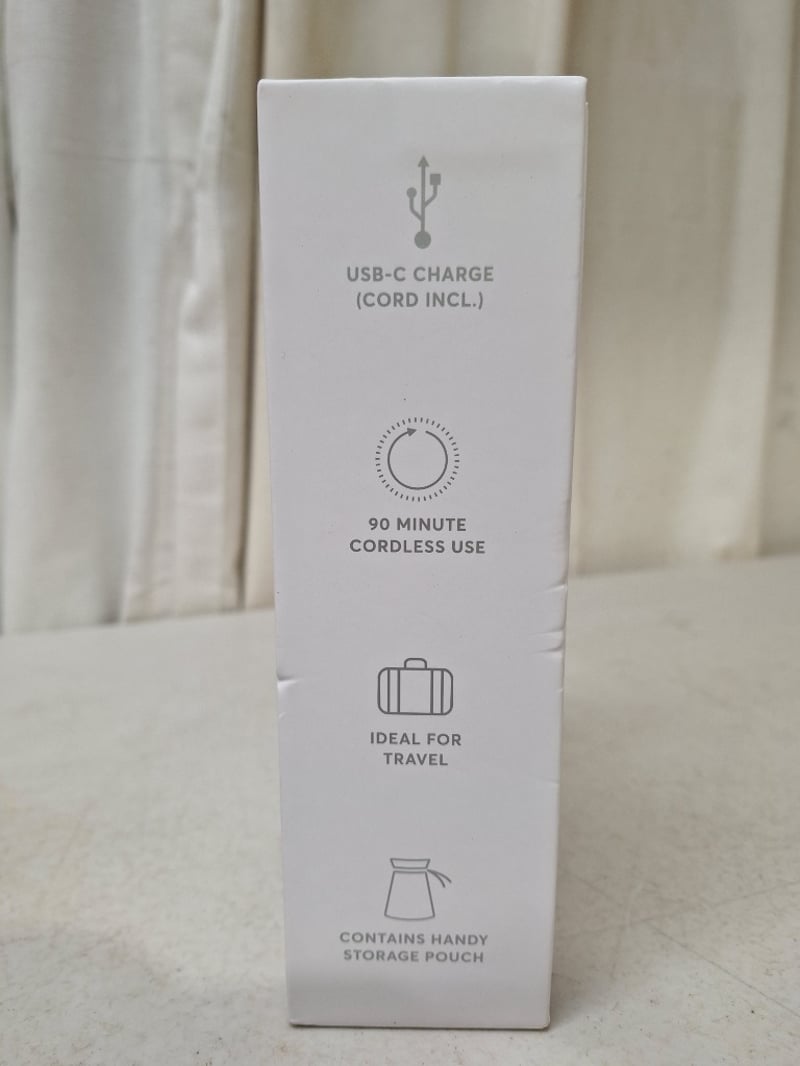 USB-C CHARGE
(CORD INCL.)
90 MINUTE
CORDLESS USE
IDEAL FOR
TRAVEL
CONTAINS HANDY
STORAGE POUCH